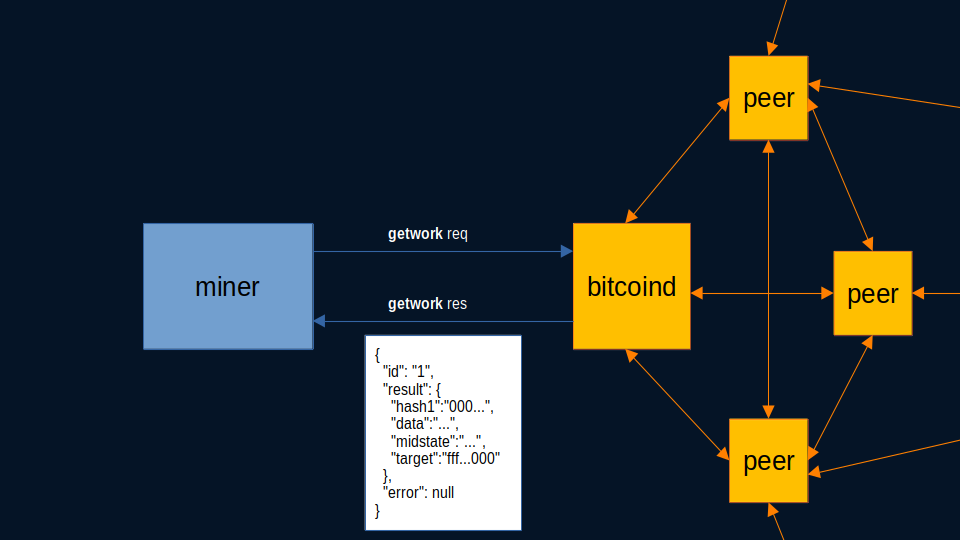 peer
getwork req
miner
bitcoind
peer
getwork res
{
"id": "1",
"result": {
"hash1":"000...",
"data":"...",
"midstate":"...",
"target":"fff...000"
},
"error": null
}
peer